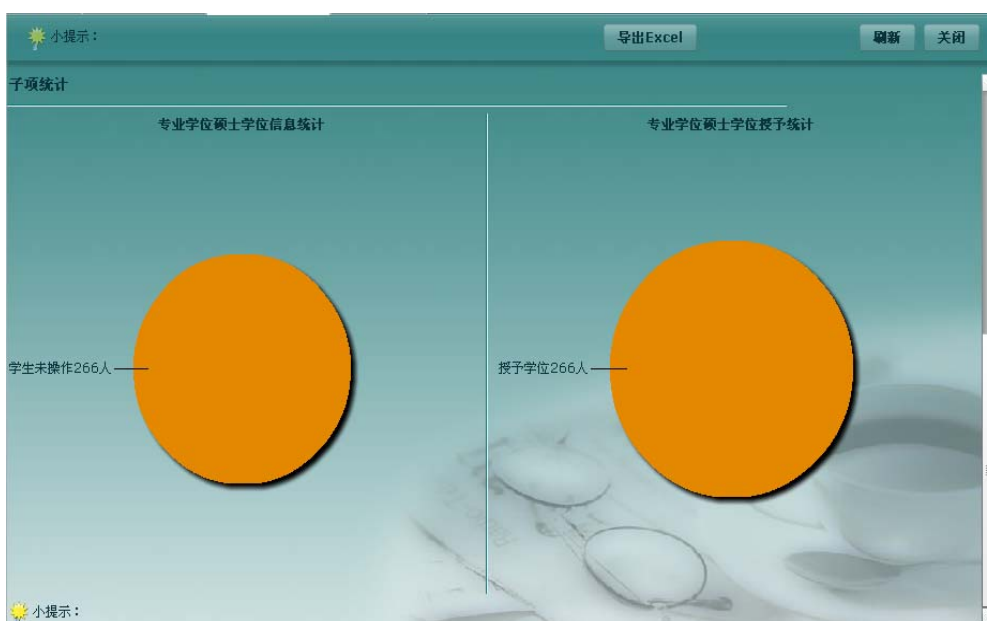 小提示：
导出Excel
刷新
关闭
子项统计
专业学位硕士学位信息统计
专业学位硕士学位授予统计
学生未操作266人
授予学位266人
小提示：